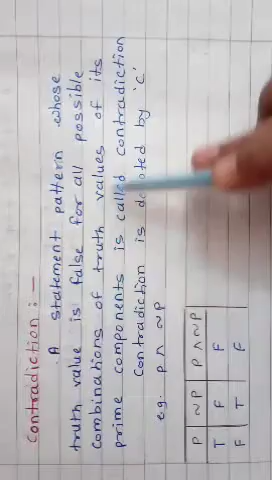 Contradiction : —
A statement pattern whose
truth value is false for all possible
Combinations of truth values of its
prime components is called contradiction
Contradiction is denoted by 'c'
eg. P ∧ ~P
P ~P P ∧ ~P
T F F
F T F